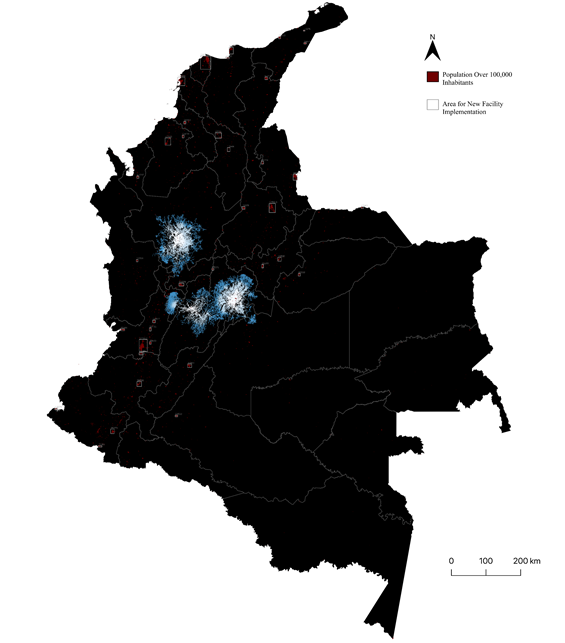 N
Population Over 100,000
Inhabitants
Area for New Facility
Implementation
0 100 200 km